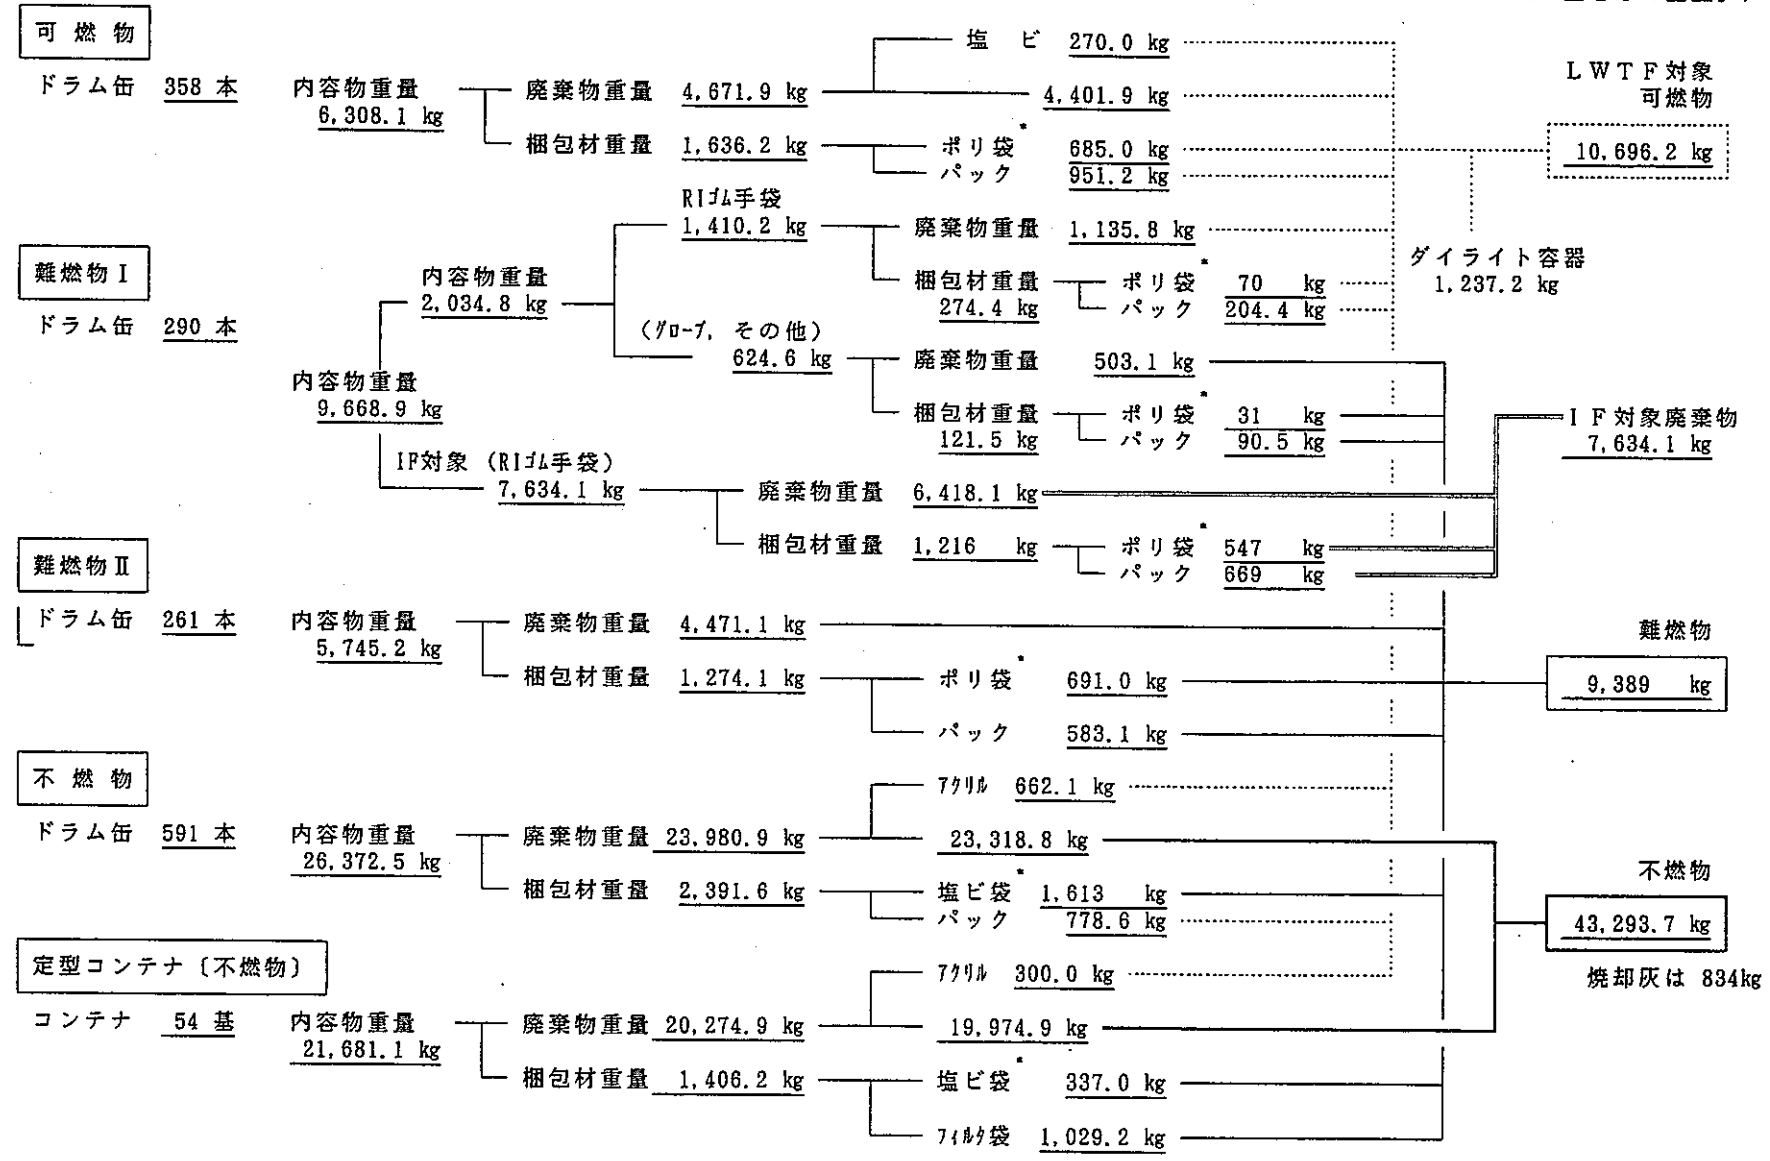 可 燃 物
ドラム缶 358 本
内容物重量
6,308.1 kg
廃棄物重量 4,671.9 kg
塩 ビ 270.0 kg
4,401.9 kg
梱包材重量 1,636.2 kg
ポリ袋* 685.0 kg
パック 951.2 kg
LWTF対象
可燃物
10,696.2 kg
ダイライト容器
1,237.2 kg
難燃物Ⅰ
ドラム缶 290 本
内容物重量
9,668.9 kg
内容物重量
2,034.8 kg
RIゴム手袋
1,410.2 kg
廃棄物重量 1,135.8 kg
梱包材重量
274.4 kg
ポリ袋* 70 kg
パック 204.4 kg
(グローブ, その他)
624.6 kg
廃棄物重量 503.1 kg
梱包材重量
121.5 kg
ポリ袋* 31 kg
パック 90.5 kg
IF対象 (RIゴム手袋)
7,634.1 kg
廃棄物重量 6,418.1 kg
梱包材重量 1,216 kg
ポリ袋* 547 kg
パック 669 kg
IF対象廃棄物
7,634.1 kg
難燃物Ⅱ
ドラム缶 261 本
内容物重量
5,745.2 kg
廃棄物重量 4,471.1 kg
梱包材重量 1,274.1 kg
ポリ袋* 691.0 kg
パック 583.1 kg
難燃物
9,389 kg
不 燃 物
ドラム缶 591 本
内容物重量
26,372.5 kg
廃棄物重量 23,980.9 kg
アクリル 662.1 kg
23,318.8 kg
梱包材重量 2,391.6 kg
塩ビ袋* 1,613 kg
パック 778.6 kg
不燃物
43,293.7 kg
焼却灰は 834kg
定型コンテナ〔不燃物〕
コンテナ 54 基
内容物重量
21,681.1 kg
廃棄物重量 20,274.9 kg
アクリル 300.0 kg
19,974.9 kg
梱包材重量 1,406.2 kg
塩ビ袋* 337.0 kg
フィルタ袋 1,029.2 kg